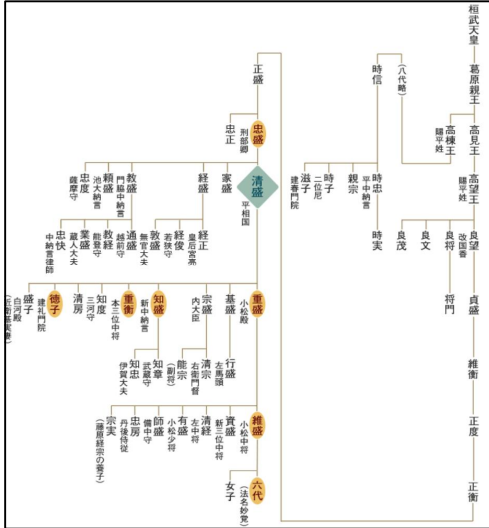 桓武天皇
葛原親王
高見王
高棟王
賜平姓
高望王
賜平姓
良望
改国香
良将
良文
良茂
貞盛
将門
維衡
正度
正衡
(八代略)
時信
時忠
平中納言
親宗
時子
二位尼
滋子
建春門院
時実
正盛
忠盛
刑部卿
忠正
清盛
平相国
家盛
経盛
教盛
門脇中納言
頼盛
池大納言
忠度
薩摩守
経正
皇后宮亮
経俊
若狭守
敦盛
無官大夫
通盛
越前守
教経
能登守
業盛
蔵人大夫
忠快
中納言律師
重盛
小松殿
基盛
宗盛
内大臣
知盛
新中納言
重衡
本三位中将
知度
三河守
清房
徳子
建礼門院
盛子
白河殿
(近衛基実妻)
行盛
左馬頭
清宗
右衛門督
能宗
(副将)
知章
武蔵守
知忠
伊賀大夫
維盛
小松中将
資盛
新三位中将
清経
左中将
有盛
小松少将
師盛
備中守
忠房
丹後侍従
宗実
(藤原経宗の養子)
六代
(法名妙覚)
女子